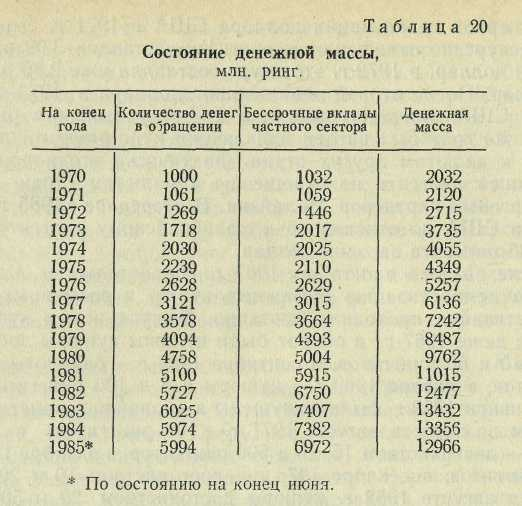 Таблица 20
Состояние денежной массы,
млн. ринг.
На конец года | Количество денег в обращении | Бессрочные вклады частного сектора | Денежная масса
1970 1000 1032 2032
1971 1061 1059 2120
1972 1269 1446 2715
1973 1718 2017 3735
1974 2030 2025 4055
1975 2239 2110 4349
1976 2628 2629 5257
1977 3121 3015 6136
1978 3578 3664 7242
1979 4094 4393 8487
1980 4758 5004 9762
1981 5100 5915 11015
1982 5727 6750 12477
1983 6025 7407 13432
1984 5974 7382 13356
1985* 5994 6972 12966
* По состоянию на конец июня.